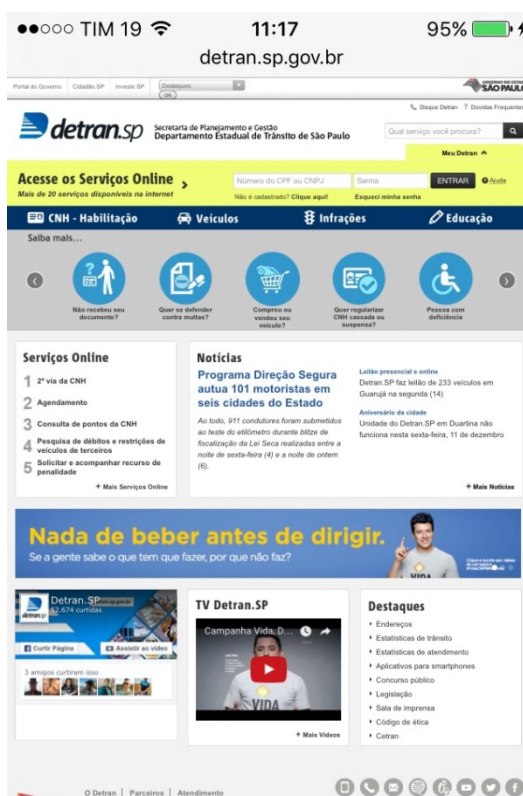 TIM 19 11:17 95%
detran.sp.gov.br
Portal do Governo Cidadão.SP Investe SP Destaques:
OK
GOVERNO DO ESTADO
SÃO PAULO
Disque Detran ? Dúvidas Frequentes
detran.sp Secretaria de Planejamento e Gestão
Departamento Estadual de Trânsito de São Paulo
Qual serviço você procura?
Meu Detran
Acesse os Serviços Online
Mais de 20 serviços disponíveis na internet
Número do CPF ou CNPJ Senha ENTRAR Ajuda
Não é cadastrado? Clique aqui! Esqueci minha senha
CNH - Habilitação Veículos Infrações Educação
Saiba mais...
Não recebeu seu
documento?
Quer se defender
contra multas?
Comprou ou
vendeu seu
veículo?
Quer regularizar
CNH cassada ou
suspensa?
Pessoa com
deficiência
Serviços Online
1 2ª via da CNH
2 Agendamento
3 Consulta de pontos da CNH
4 Pesquisa de débitos e restrições
de veículos de terceiros
5 Solicitar e acompanhar recurso de
penalidade
+ Mais Serviços Online
Notícias
Programa Direção Segura
autua 101 motoristas em
seis cidades do Estado
Ao todo, 911 condutores foram submetidos
ao teste do etilômetro durante blitze de
fiscalização da Lei Seca realizadas entre a
noite de sexta-feira (4) e a noite de ontem
(6).
Leilão presencial e online
Detran.SP faz leilão de 233 veículos em
Guarujá na segunda (14)
Aniversário da cidade
Unidade do Detran.SP em Duartina não
funciona nesta sexta-feira, 11 de dezembro
+ Mais Notícias
Nada de beber antes de dirigir.
Se a gente sabe o que tem que fazer, por que não faz?
VIDA
Detran.SP
52.674 curtidas
detran.sp
Curtir Página Assistir ao vídeo
3 amigos curtiram isso
TV Detran.SP
Campanha Vida, D...
VIDA
+ Mais Vídeos
Destaques
Endereços
Estatísticas de trânsito
Estatísticas de atendimento
Aplicativos para smartphones
Concurso público
Legislação
Sala de imprensa
Código de ética
Cetran
O Detran | Parceiros | Atendimento